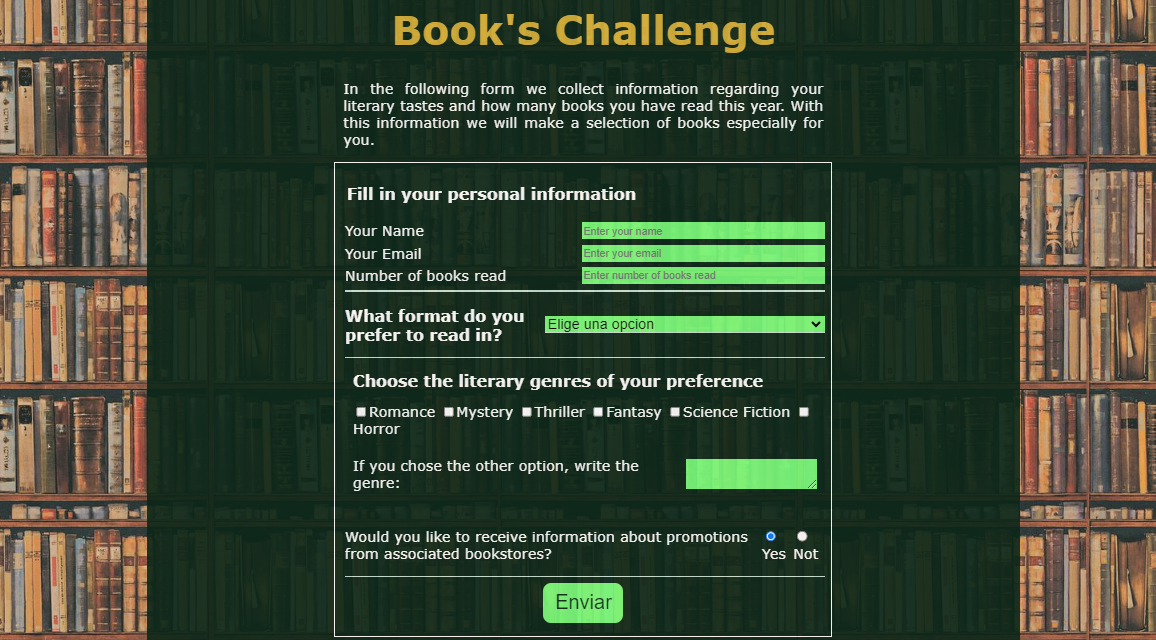 Book's Challenge
In the following form we collect information regarding your
literary tastes and how many books you have read this year. With
this information we will make a selection of books especially for
you.
Fill in your personal information
Your Name Enter your name
Your Email Enter your email
Number of books read Enter number of books read
What format do you
prefer to read in? Elige una opcion
Choose the literary genres of your preference
Romance Mystery Thriller Fantasy Science Fiction
Horror
If you chose the other option, write the
genre:
Would you like to receive information about promotions
from associated bookstores? Yes Not
Enviar